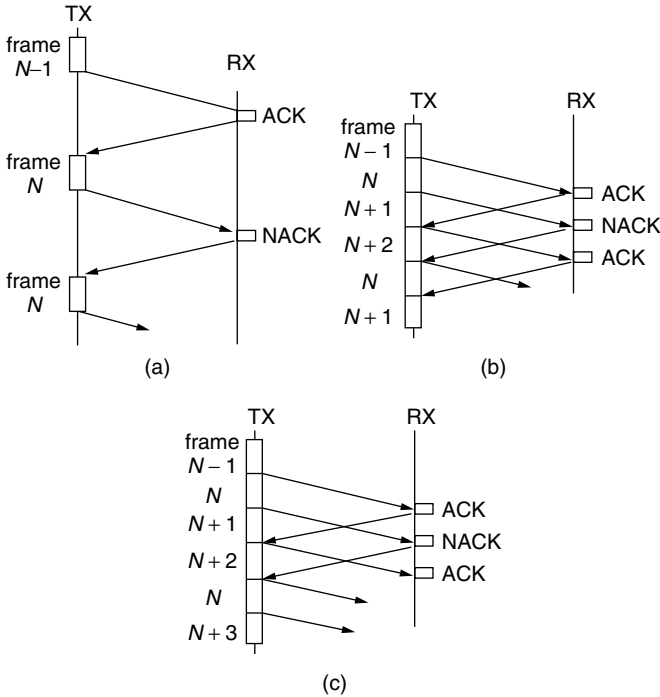 TX
frame
N–1
RX
ACK
frame
N
NACK
frame
N
(a)
TX
RX
frame
N – 1
N
N + 1
N + 2
N
N + 1
ACK
NACK
ACK
(b)
TX
RX
frame
N – 1
N
N + 1
N + 2
N
N + 3
ACK
NACK
ACK
(c)